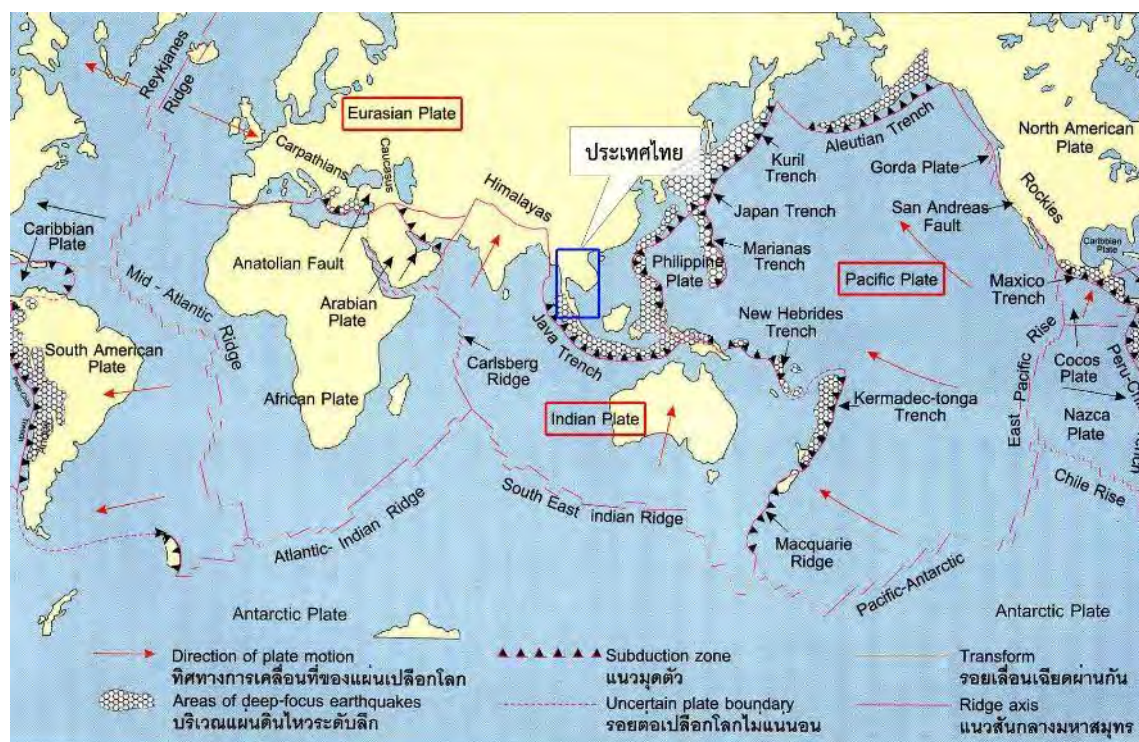 Reykjanes
Ridge
Eurasian Plate
Carpathians
Caucasus
Himalayas
ประเทศไทย
Kuril
Trench
Aleutian Trench
Gorda Plate
North American
Plate
Rockies
San Andreas
Fault
Japan Trench
Marianas
Trench
Philippine
Plate
Pacific Plate
Caribbean
Plate
Maxico
Trench
Caribbian
Plate
Mid - Atlantic
Ridge
Anatolian Fault
Arabian
Plate
Java Trench
New Hebrides
Trench
South American
Plate
African Plate
Carlsberg
Ridge
Indian Plate
Kermadec-tonga
Trench
East Pacific Rise
Cocos
Plate
Nazca
Plate
Chile Rise
South East indian Ridge
Atlantic- Indian Ridge
Macquarie
Ridge
Pacific-Antarctic
Antarctic Plate
Antarctic Plate
Direction of plate motion
ทิศทางการเคลื่อนที่ของแผ่นเปลือกโลก
Areas of deep-focus earthquakes
บริเวณแผ่นดินไหวระดับลึก
Subduction zone
แนวมุดตัว
Uncertain plate boundary
รอยต่อเปลือกโลกไม่แนนอน
Transform
รอยเลื่อนเฉียดผ่านกัน
Ridge axis
แนวสันกลางมหาสมุทร